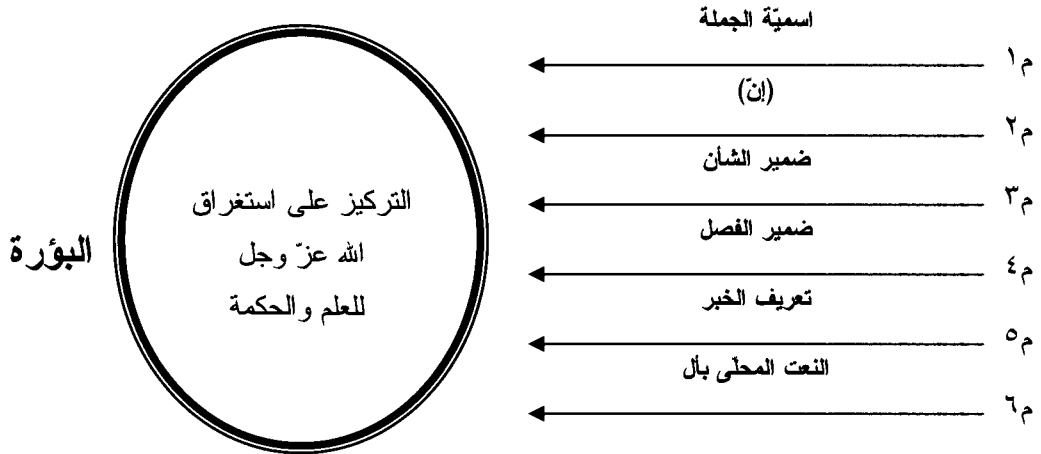 اسميّة الجملة
م١
(إنّ)
م٢
ضمير الشأن
م٣
ضمير الفصل
م٤
تعريف الخبر
م٥
النعت المحلّى بأل
م٦
التركيز على استغراق
الله عزّ وجل
للعلم والحكمة
البؤرة